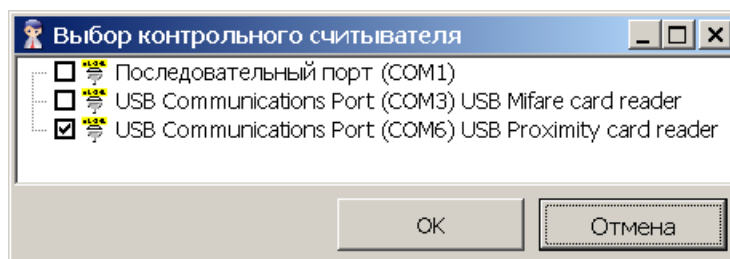 Выбор контрольного считывателя
Последовательный порт (COM1)
USB Communications Port (COM3) USB Mifare card reader
USB Communications Port (COM6) USB Proximity card reader
OK
Отмена